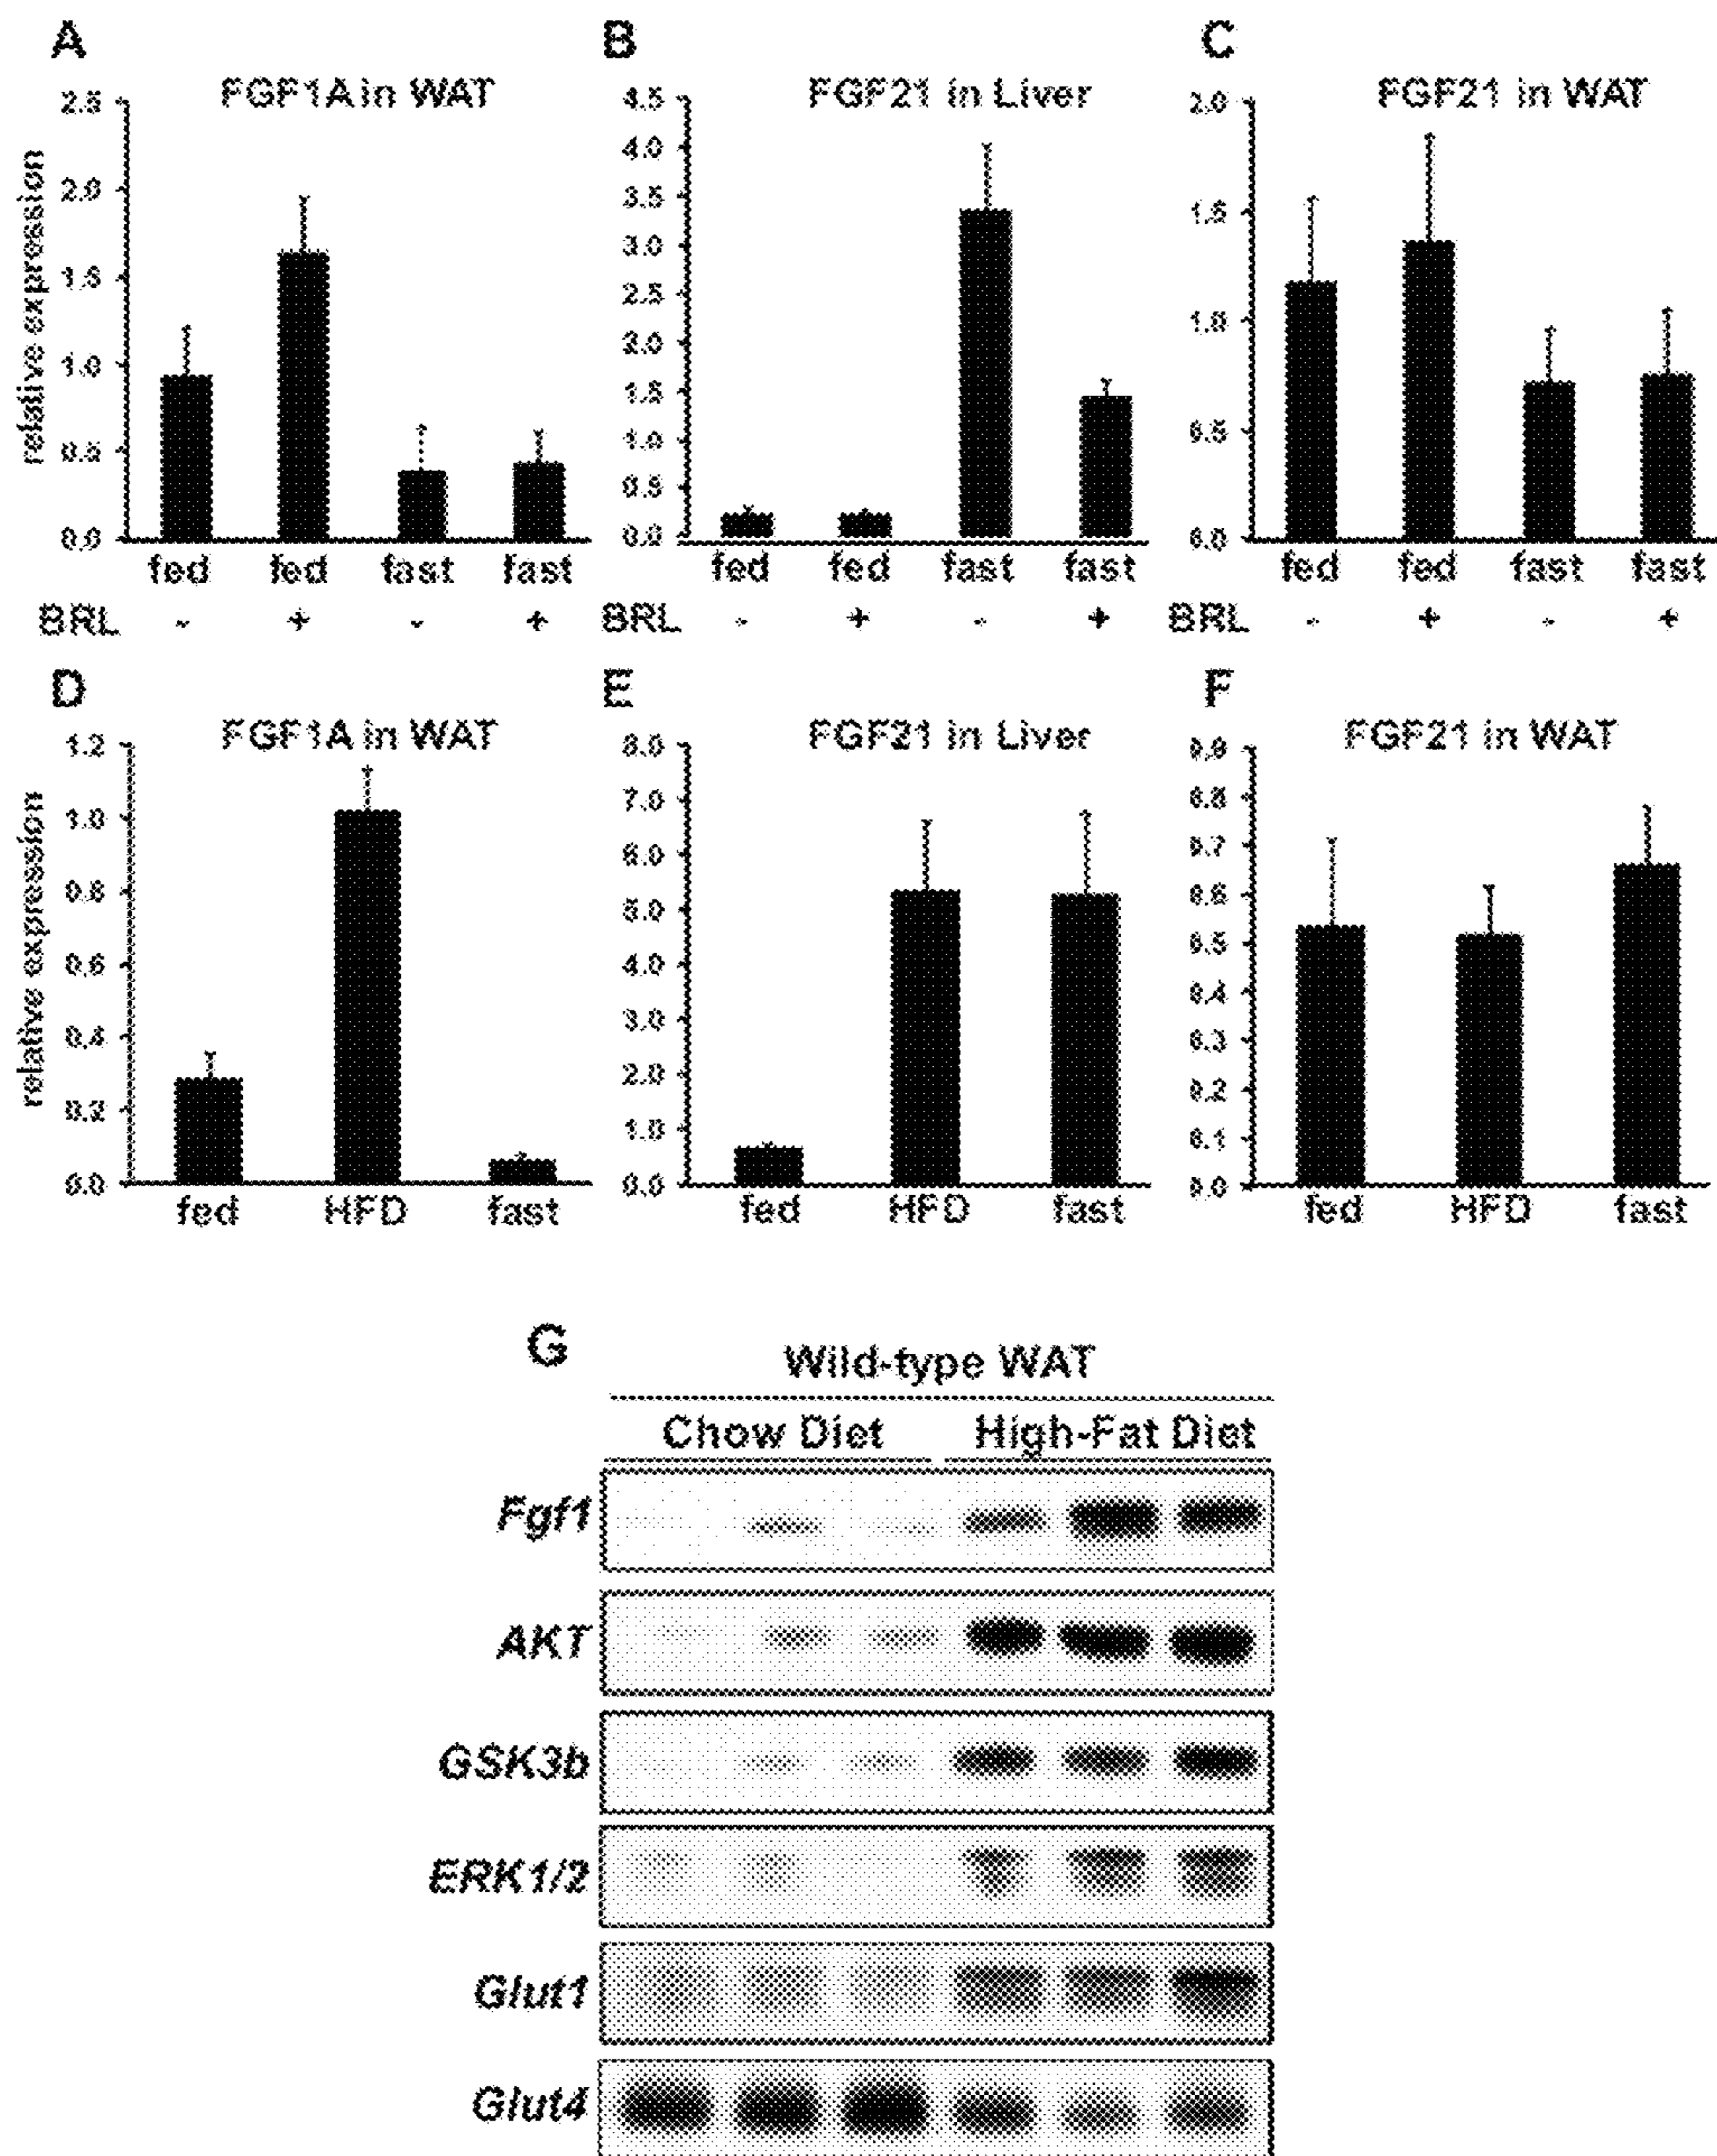 A
FGF1A in WAT
relative expression
2.5
2.0
1.5
1.0
0.5
0.0
fed fed fast fast
BRL - + - +
B
FGF21 in Liver
4.5
4.0
3.5
3.0
2.5
2.0
1.5
1.0
0.5
0.0
fed fed fast fast
BRL - + - +
C
FGF21 in WAT
2.0
1.5
1.0
0.5
0.0
fed fed fast fast
BRL - + - +
D
FGF1A in WAT
relative expression
1.2
1.0
0.8
0.6
0.4
0.2
0.0
fed HFD fast
E
FGF21 in Liver
8.0
7.0
6.0
5.0
4.0
3.0
2.0
1.0
0.0
fed HFD fast
F
FGF21 in WAT
0.9
0.8
0.7
0.6
0.5
0.4
0.3
0.2
0.1
0.0
fed HFD fast
G
Wild-type WAT
Chow Diet High-Fat Diet
Fgf1
AKT
GSK3b
ERK1/2
Glut1
Glut4